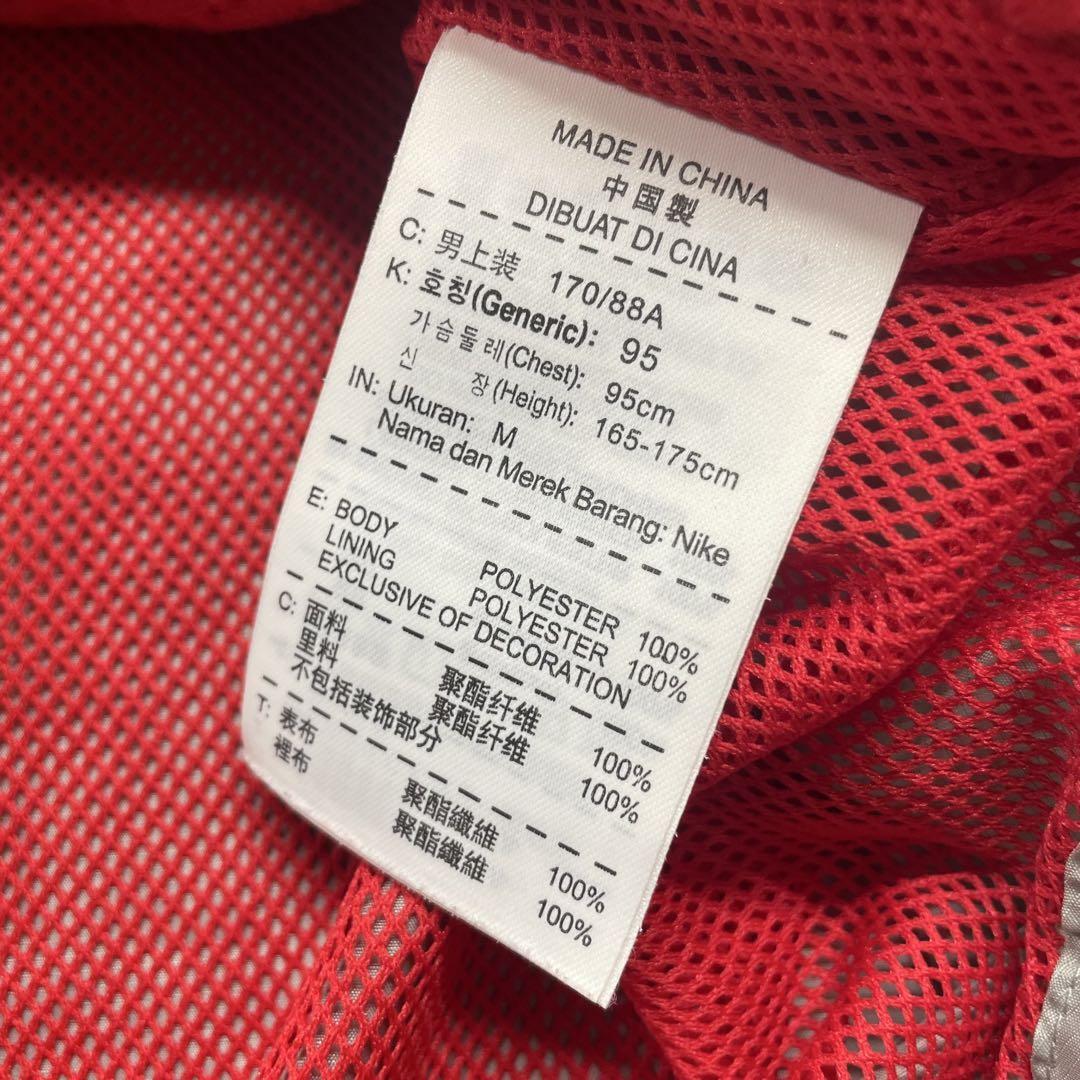 MADE IN CHINA
中国製
DIBUAT DI CINA
C: 男上装 170/88A
K: 호칭(Generic): 95
가슴둘레(Chest): 95cm
신 장(Height): 165-175cm
IN: Ukuran: M
Nama dan Merek Barang: Nike
E: BODY POLYESTER 100%
LINING POLYESTER 100%
EXCLUSIVE OF DECORATION
C: 面料 聚酯纤维 100%
里料 聚酯纤维 100%
不包括装饰部分
T: 表布 聚酯纖維 100%
裡布 聚酯纖維 100%